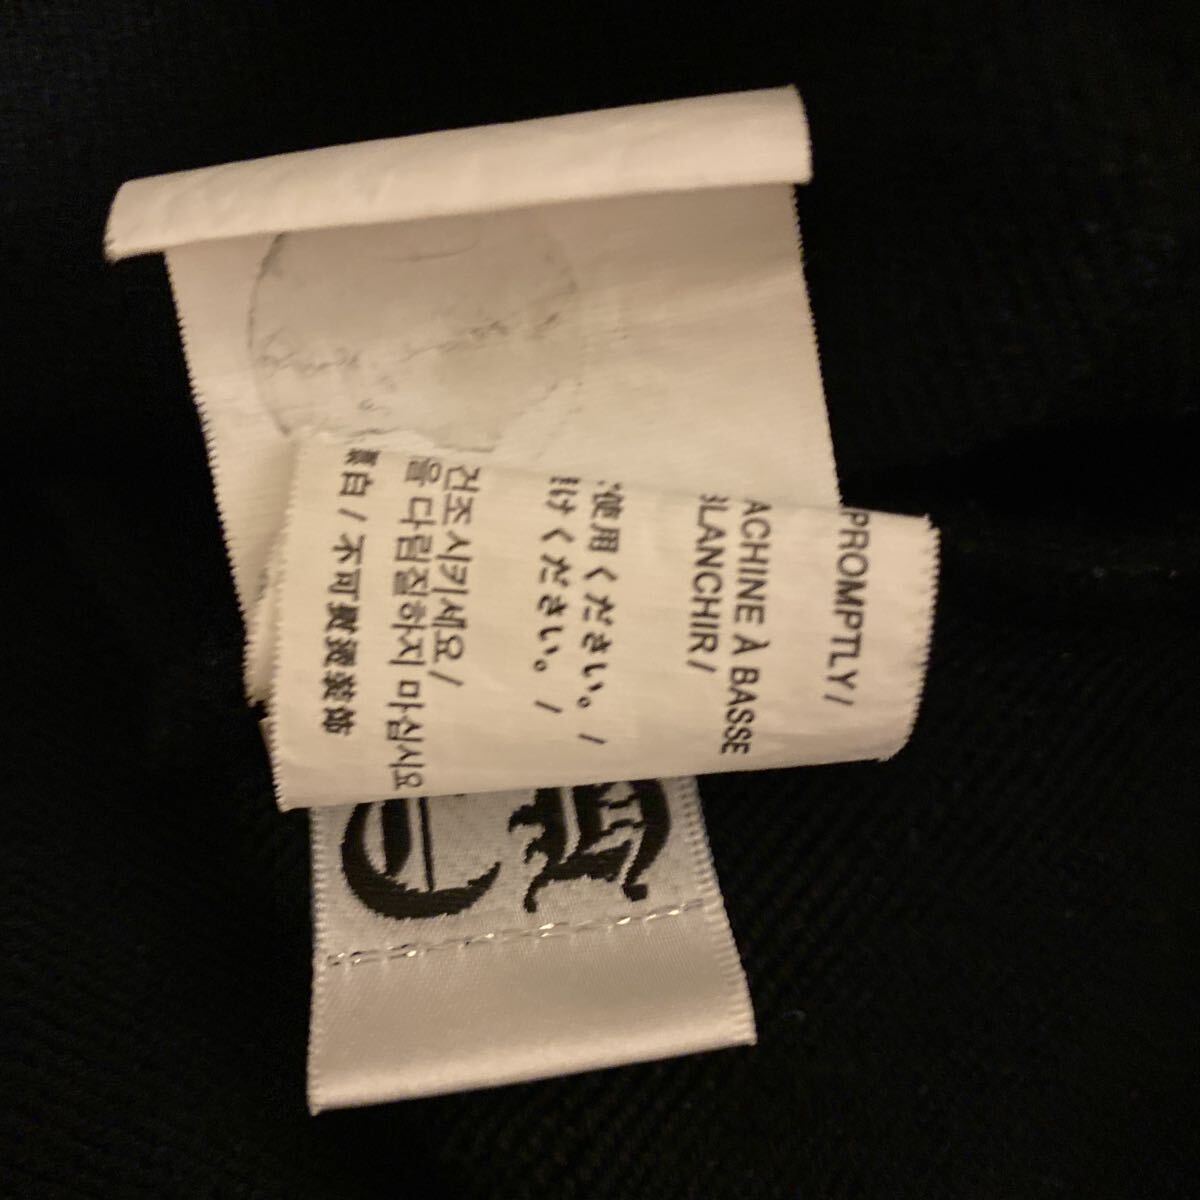 PROMPTLY/
ACHINE À BASSE
BLANCHIR/
使用ください。/
けください。/
건조시키세요/
을 다림질하지 마십시요
白/不可熨燙裝飾